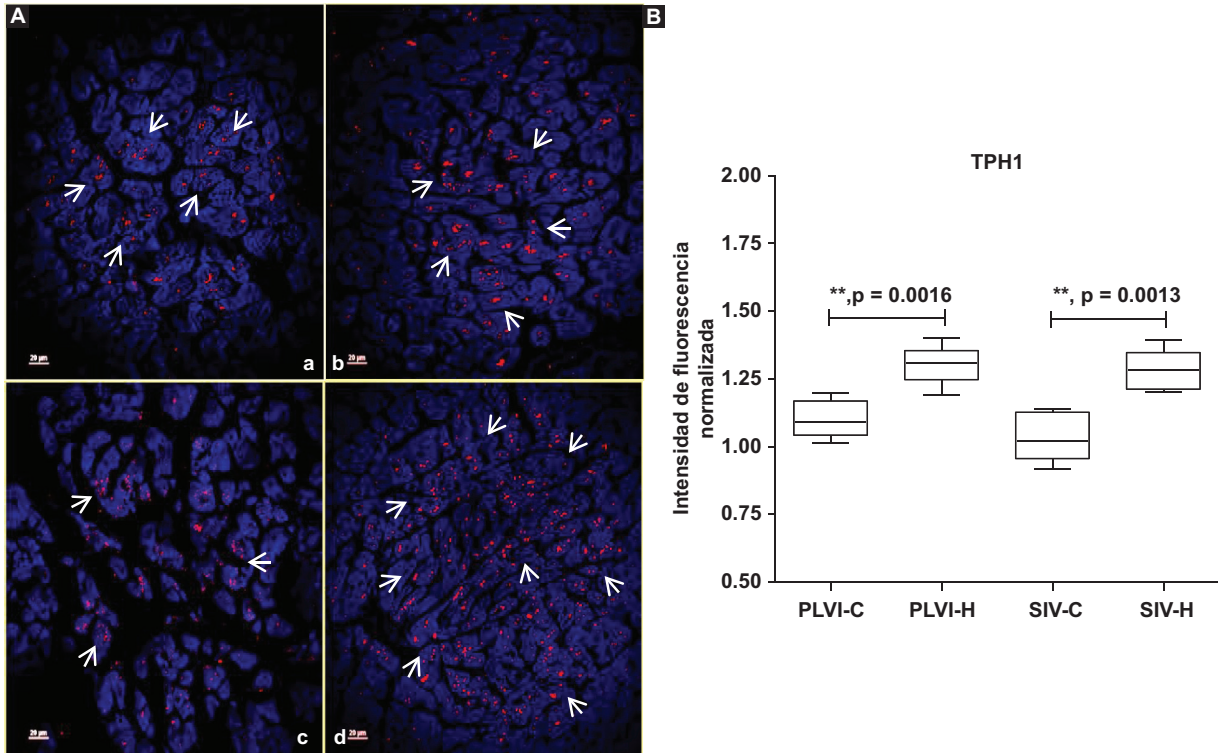 A
B
a
20 µm
b
20 µm
c
20 µm
d
20 µm
TPH1
Intensidad de fluorescencia
normalizada
2.00
1.75
1.50
1.25
1.00
0.75
0.50
**,p = 0.0016
**, p = 0.0013
PLVI-C
PLVI-H
SIV-C
SIV-H